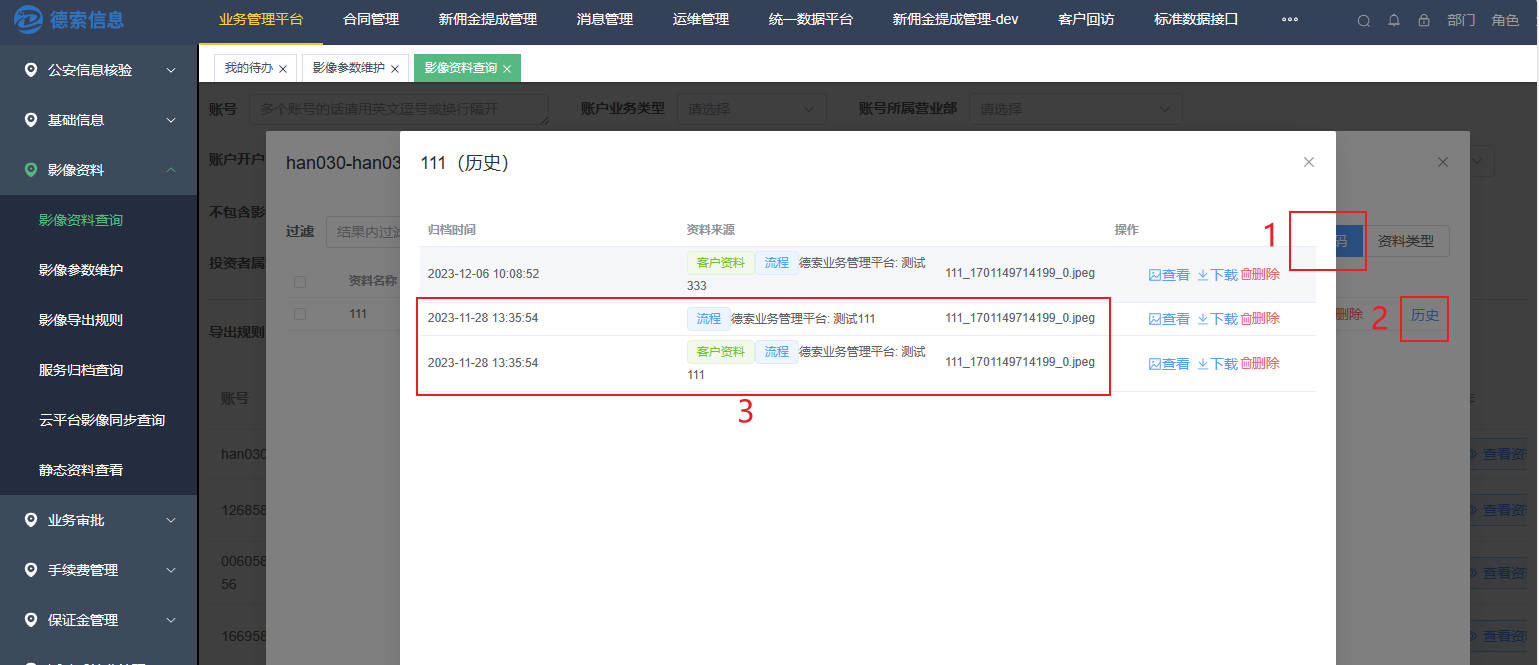 德索信息
业务管理平台 合同管理 新佣金提成管理 消息管理 运维管理 统一数据平台 新佣金提成管理-dev 客户回访 标准数据接口 ••• 部门 角色
我的待办 × 影像参数维护 × 影像资料查询 ×
公安信息核验
基础信息
影像资料
影像资料查询
影像参数维护
影像导出规则
服务归档查询
云平台影像同步查询
静态资料查看
业务审批
手续费管理
保证金管理
账号 多个账号的话请用英文逗号或换行隔开 账户业务类型 请选择 账号所属营业部 请选择
账户开户
不包含影
投资者属
导出规则
账号
han030
126858
006056
56
166958
查看资
查看资
查看资
查看资
han030-han03
过滤 结果内过滤
码 资料类型
资料名称
111
删除 历史
111（历史）
归档时间 资料来源 操作
2023-12-06 10:08:52 客户资料 流程 德索业务管理平台: 测试
333 111_1701149714199_0.jpeg 查看 下载 删除
2023-11-28 13:35:54 流程 德索业务管理平台: 测试111 111_1701149714199_0.jpeg 查看 下载 删除
2023-11-28 13:35:54 客户资料 流程 德索业务管理平台: 测试
111 111_1701149714199_0.jpeg 查看 下载 删除
1
2
3